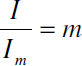 I / I_m = m